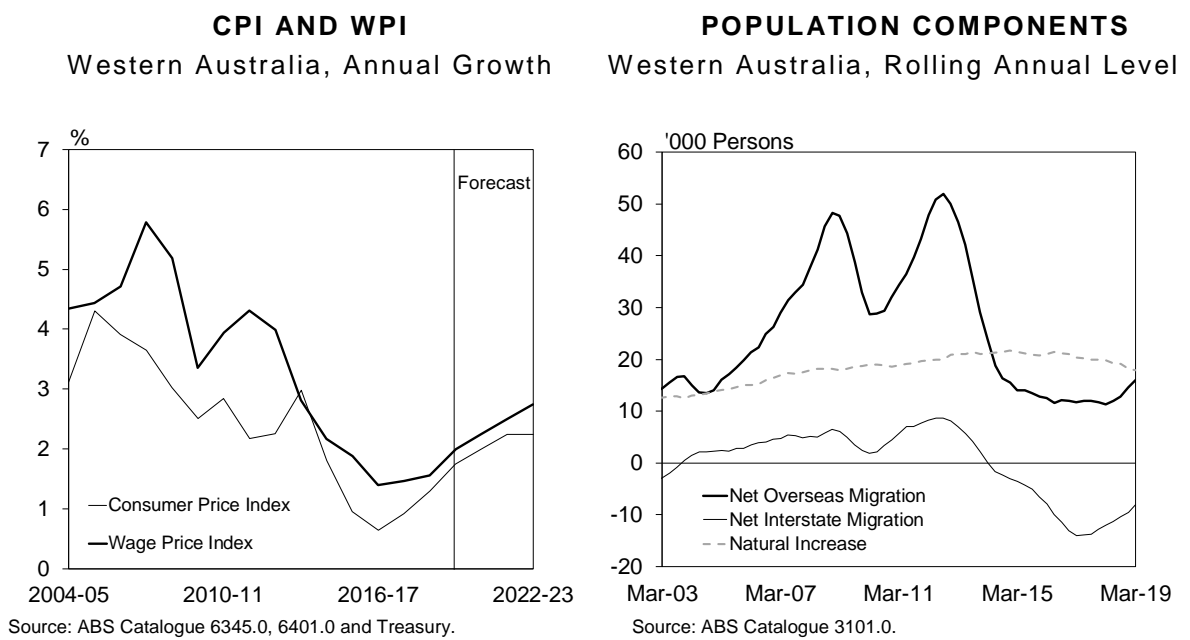 CPI AND WPI
Western Australia, Annual Growth
%
7
6
5
4
3
2
1
0
Forecast
Consumer Price Index
Wage Price Index
2004-05
2010-11
2016-17
2022-23
Source: ABS Catalogue 6345.0, 6401.0 and Treasury.
POPULATION COMPONENTS
Western Australia, Rolling Annual Level
'000 Persons
60
50
40
30
20
10
0
-10
-20
Net Overseas Migration
Net Interstate Migration
Natural Increase
Mar-03
Mar-07
Mar-11
Mar-15
Mar-19
Source: ABS Catalogue 3101.0.